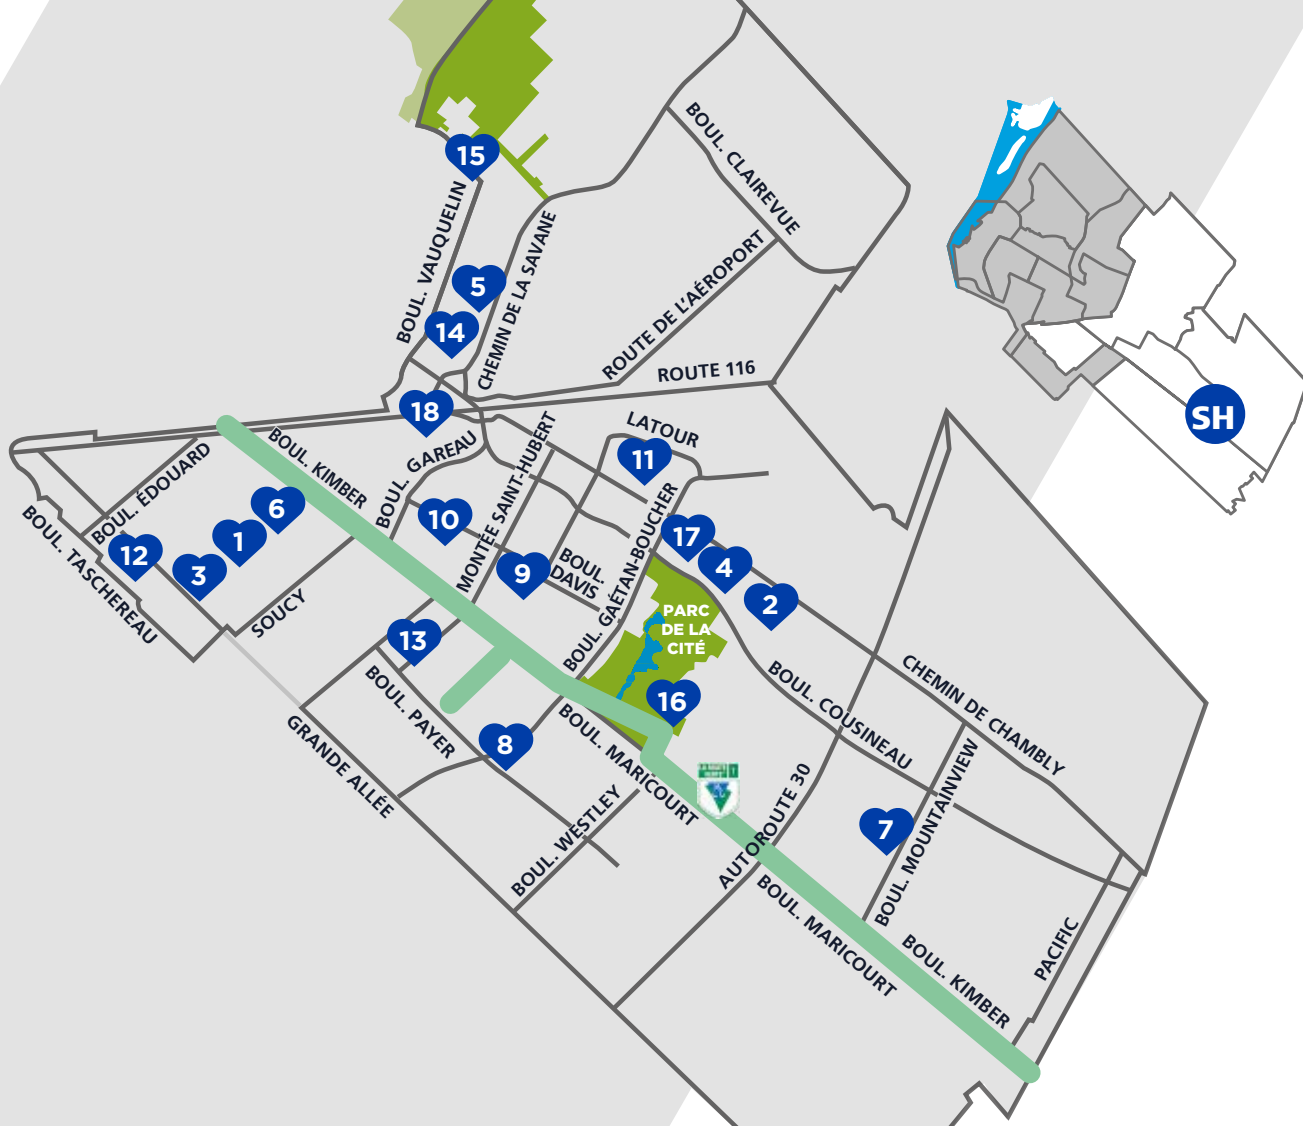 BOUL. CLAIREVUE
15
BOUL. VAUQUELIN
CHEMIN DE LA SAVANE
5
14
ROUTE DE L'AÉROPORT
ROUTE 116
18
SH
LATOUR
11
BOUL. KIMBER
BOUL. GAREAU
MONTÉE SAINT-HUBERT
BOUL. ÉDOUARD
6
10
BOUL. GAÉTAN-BOUCHER
17
BOUL. TASCHEREAU
12
1
3
9
BOUL.
DAVIS
4
2
SOUCY
PARC
DE LA
CITÉ
13
BOUL. PAYER
16
BOUL. COUSINEAU
CHEMIN DE CHAMBLY
GRANDE ALLÉE
8
BOUL. MARICOURT
BOUL. WESTLEY
AUTOROUTE 30
7
BOUL. MOUNTAINVIEW
BOUL. MARICOURT
BOUL. KIMBER
PACIFIC